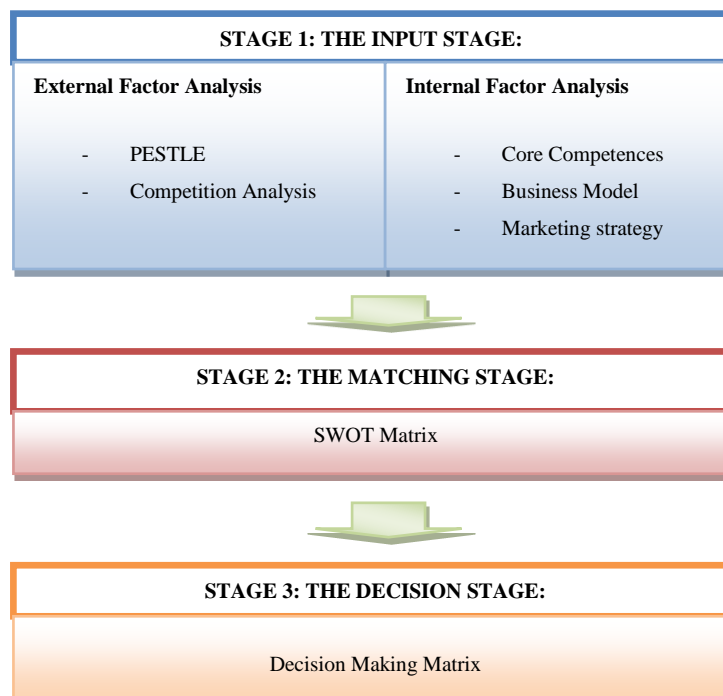 STAGE 1: THE INPUT STAGE:
External Factor Analysis
- PESTLE
- Competition Analysis
Internal Factor Analysis
- Core Competences
- Business Model
- Marketing strategy
STAGE 2: THE MATCHING STAGE:
SWOT Matrix
STAGE 3: THE DECISION STAGE:
Decision Making Matrix